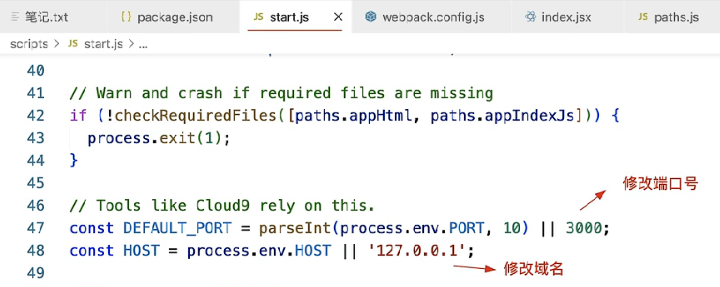 笔记.txt package.json JS start.js webpack.config.js index.jsx JS paths.js
scripts > JS start.js > ...
40
41 // Warn and crash if required files are missing
42 if (!checkRequiredFiles([paths.appHtml, paths.appIndexJs])) {
43 process.exit(1);
44 }
45
46 // Tools like Cloud9 rely on this.
修改端口号
47 const DEFAULT_PORT = parseInt(process.env.PORT, 10) || 3000;
48 const HOST = process.env.HOST || '127.0.0.1';
49
修改域名